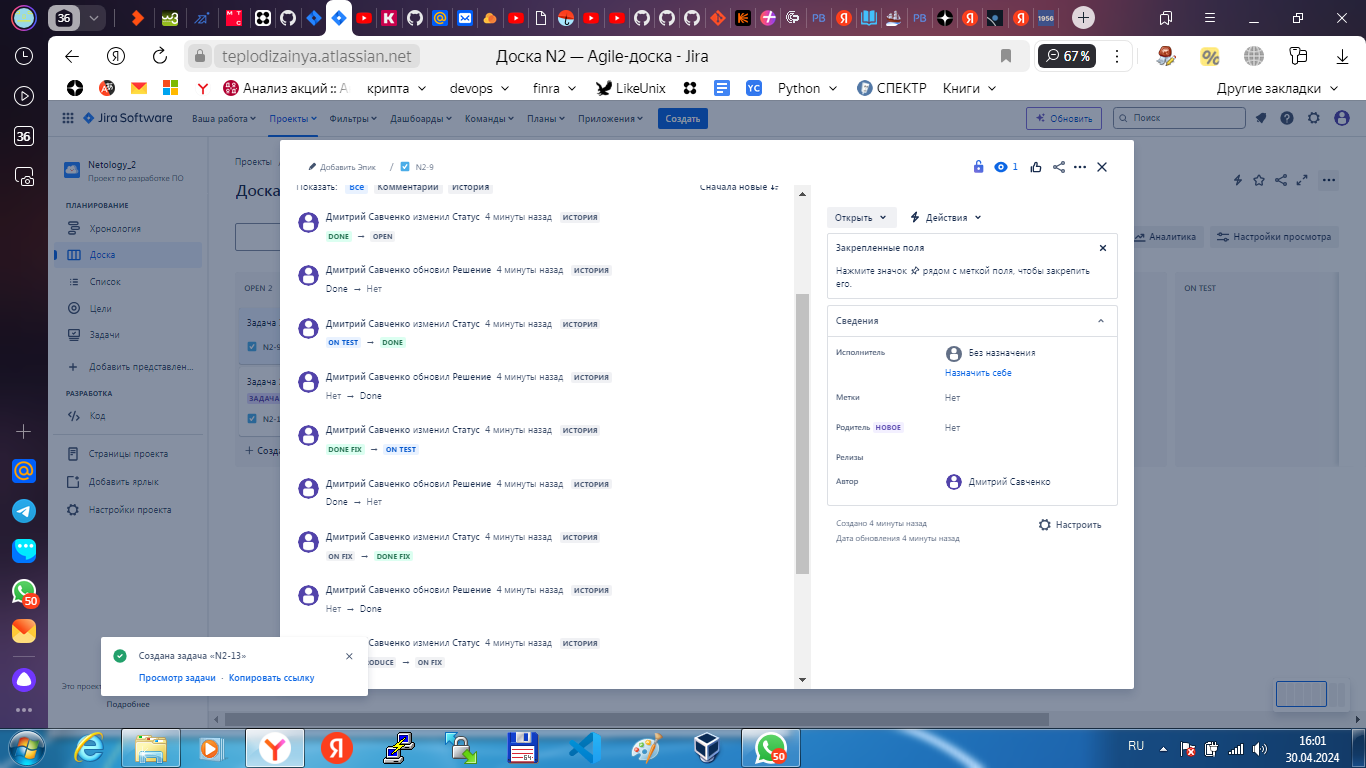 36
teplodizainya.atlassian.net
Доска N2 — Agile-доска - Jira
67 %
Анализ акций :: А
крипта
devops
finra
LikeUnix
Python
СПЕКТР
Книги
Другие закладки
36
Jira Software
Ваша работа
Проекты
Фильтры
Дашборды
Команды
Планы
Приложения
Создать
Обновить
Поиск
Netology_2
Проект по разработке ПО
ПЛАНИРОВАНИЕ
Хронология
Доска
Список
Цели
Задачи
Добавить представлен...
РАЗРАБОТКА
Код
Страницы проекта
Добавить ярлык
Настройки проекта
Подробнее
Проекты /
Доска
OPEN 2
Задача
N2-9
Задача
ЗАДАЧА
N2-1
+ Созда
Аналитика
Настройки просмотра
ON TEST
Добавить Эпик / N2-9
1
Показать: Все Комментарии История
Сначала новые
Дмитрий Савченко изменил Статус 4 минуты назад ИСТОРИЯ
DONE → OPEN
Дмитрий Савченко обновил Решение 4 минуты назад ИСТОРИЯ
Done → Нет
Дмитрий Савченко изменил Статус 4 минуты назад ИСТОРИЯ
ON TEST → DONE
Дмитрий Савченко обновил Решение 4 минуты назад ИСТОРИЯ
Нет → Done
Дмитрий Савченко изменил Статус 4 минуты назад ИСТОРИЯ
DONE FIX → ON TEST
Дмитрий Савченко обновил Решение 4 минуты назад ИСТОРИЯ
Done → Нет
Дмитрий Савченко изменил Статус 4 минуты назад ИСТОРИЯ
ON FIX → DONE FIX
Дмитрий Савченко обновил Решение 4 минуты назад ИСТОРИЯ
Нет → Done
Савченко изменил Статус 4 минуты назад ИСТОРИЯ
RODUCE → ON FIX
Открыть
Действия
Закрепленные поля
Нажмите значок рядом с меткой поля, чтобы закрепить
его.
Сведения
Исполнитель
Без назначения
Назначить себе
Метки
Нет
Родитель НОВОЕ
Нет
Релизы
Автор
Дмитрий Савченко
Создано 4 минуты назад
Дата обновления 4 минуты назад
Настроить
Создана задача «N2-13»
Просмотр задачи · Копировать ссылку
50
50
RU
16:01
30.04.2024